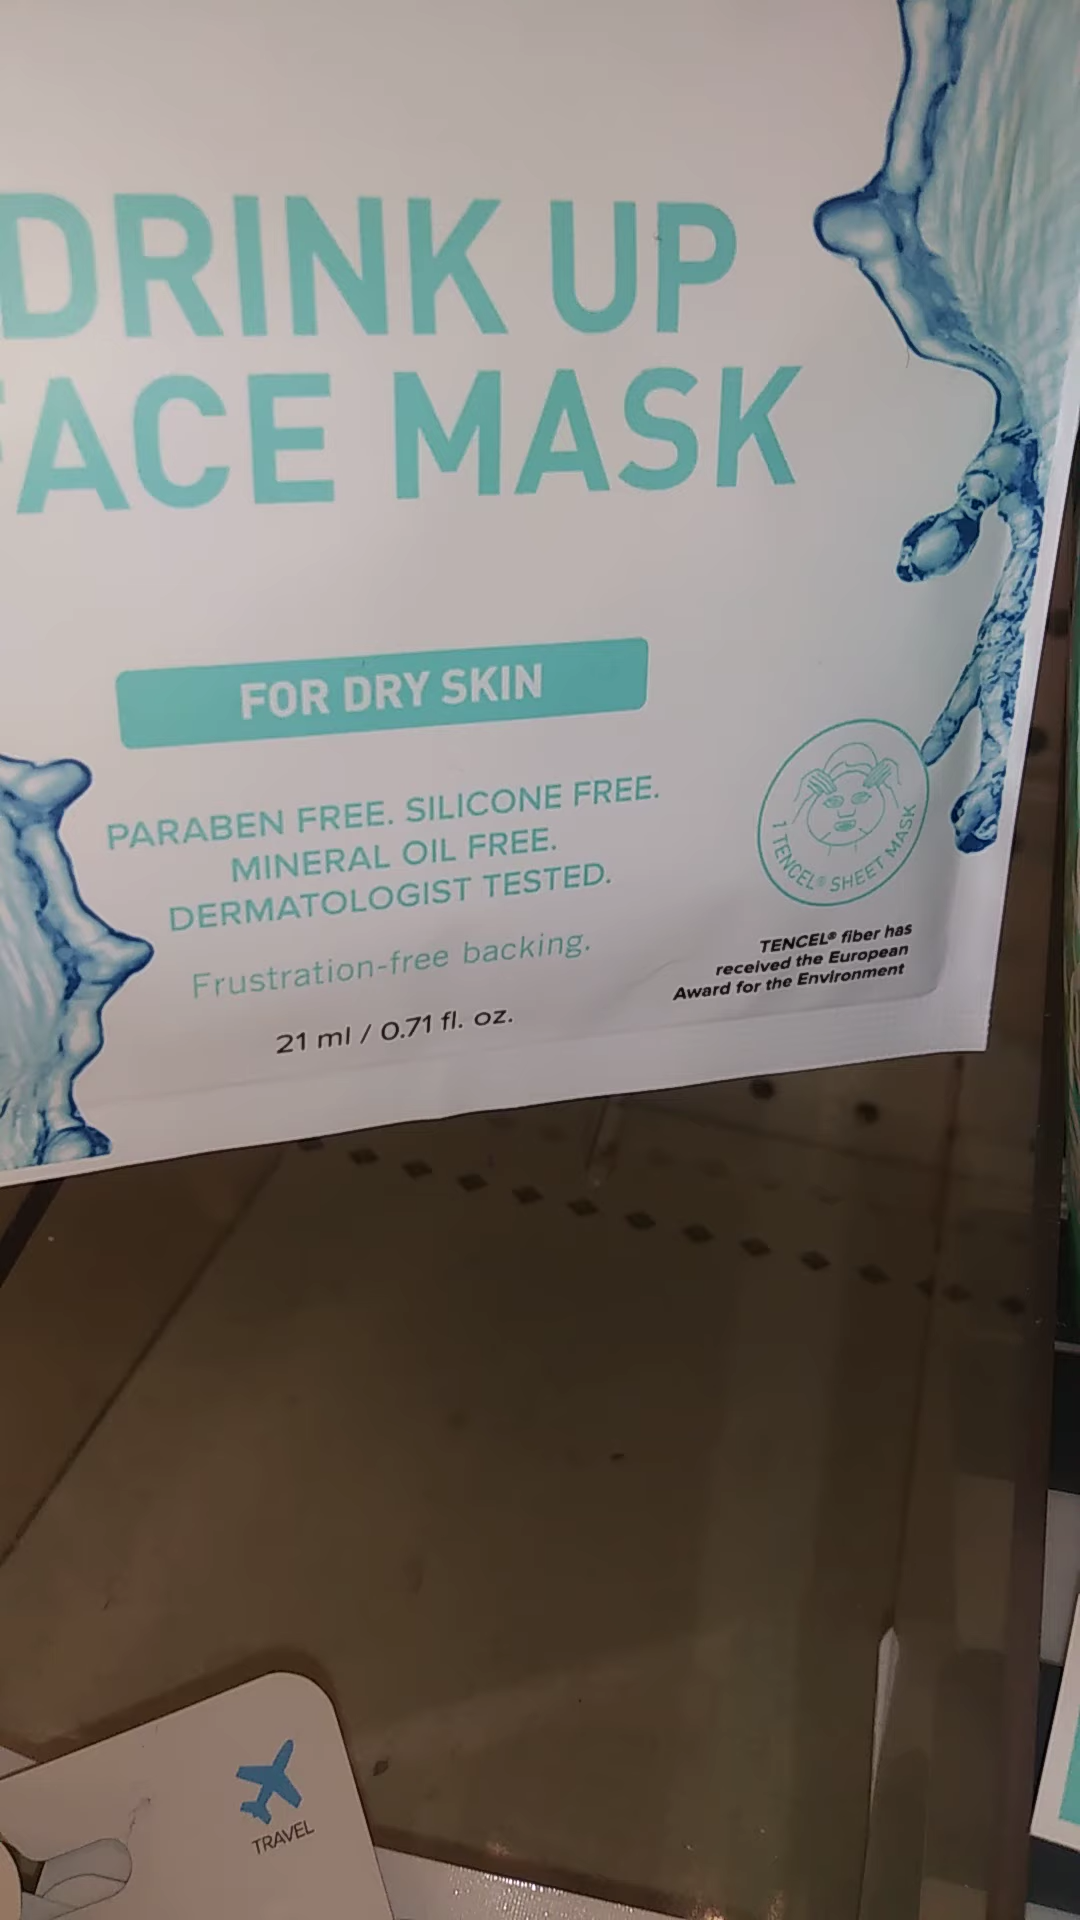 DRINK UP
FACE MASK
FOR DRY SKIN
PARABEN FREE. SILICONE FREE.
MINERAL OIL FREE.
DERMATOLOGIST TESTED.
Frustration-free backing.
21 ml / 0.71 fl. oz.
1 TENCEL® SHEET MASK
TENCEL® fiber has
received the European
Award for the Environment
TRAVEL